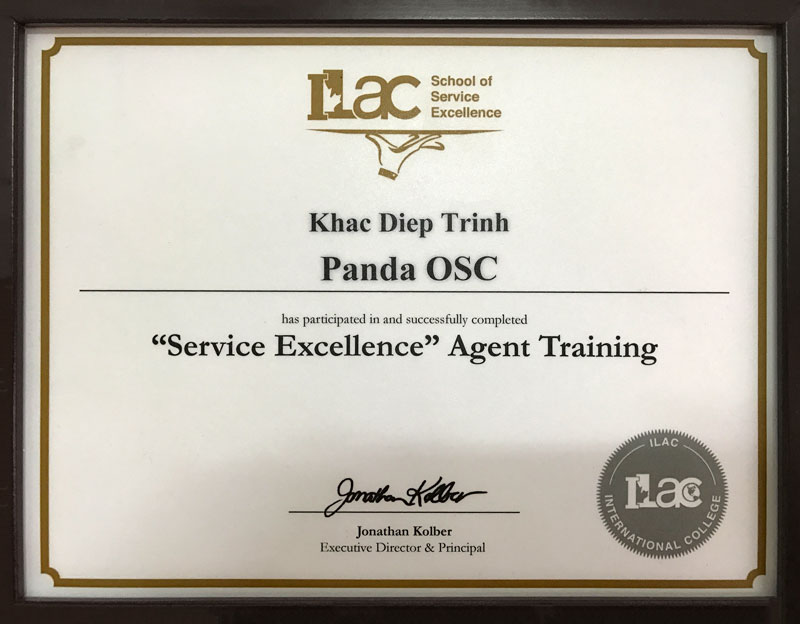 ILAC
School of
Service
Excellence
Khac Diep Trinh
Panda OSC
has participated in and successfully completed
“Service Excellence” Agent Training
Jonathan Kolber
Jonathan Kolber
Executive Director & Principal
ILAC
ILAC
INTERNATIONAL COLLEGE